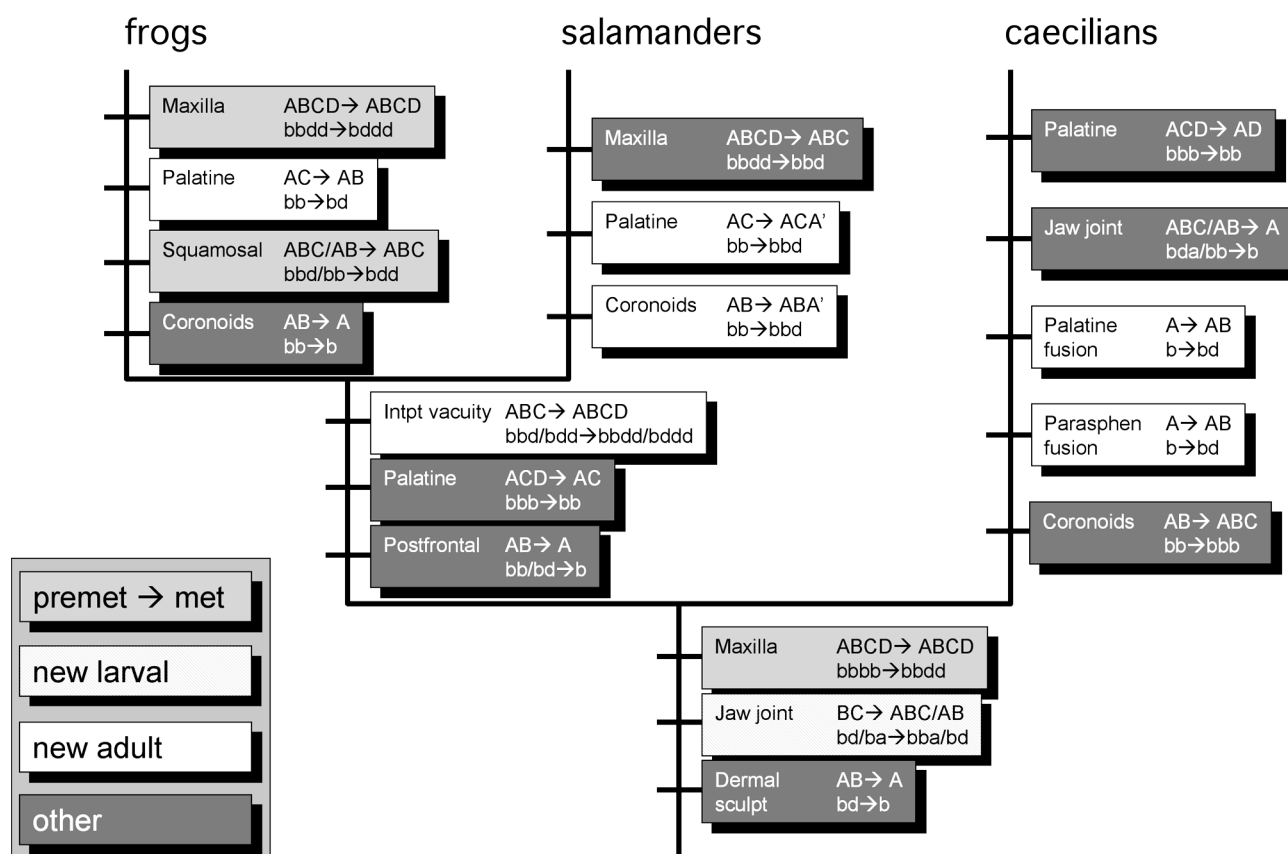 frogs
salamanders
caecilians
Maxilla ABCD→ ABCD
bbdd→bddd
Palatine AC→ AB
bb→bd
Squamosal ABC/AB→ ABC
bbd/bb→bdd
Coronoids AB→ A
bb→b
Maxilla ABCD→ ABC
bbdd→bbd
Palatine AC→ ACA'
bb→bbd
Coronoids AB→ ABA'
bb→bbd
Palatine ACD→ AD
bbb→bb
Jaw joint ABC/AB→ A
bda/bb→b
Palatine A→ AB
fusion b→bd
Parasphen A→ AB
fusion b→bd
Coronoids AB→ ABC
bb→bbb
Intpt vacuity ABC→ ABCD
bbd/bdd→bbdd/bddd
Palatine ACD→ AC
bbb→bb
Postfrontal AB→ A
bb/bd→b
Maxilla ABCD→ ABCD
bbbb→bbdd
Jaw joint BC→ ABC/AB
bd/ba→bba/bd
Dermal AB→ A
sculpt bd→b
premet → met
new larval
new adult
other